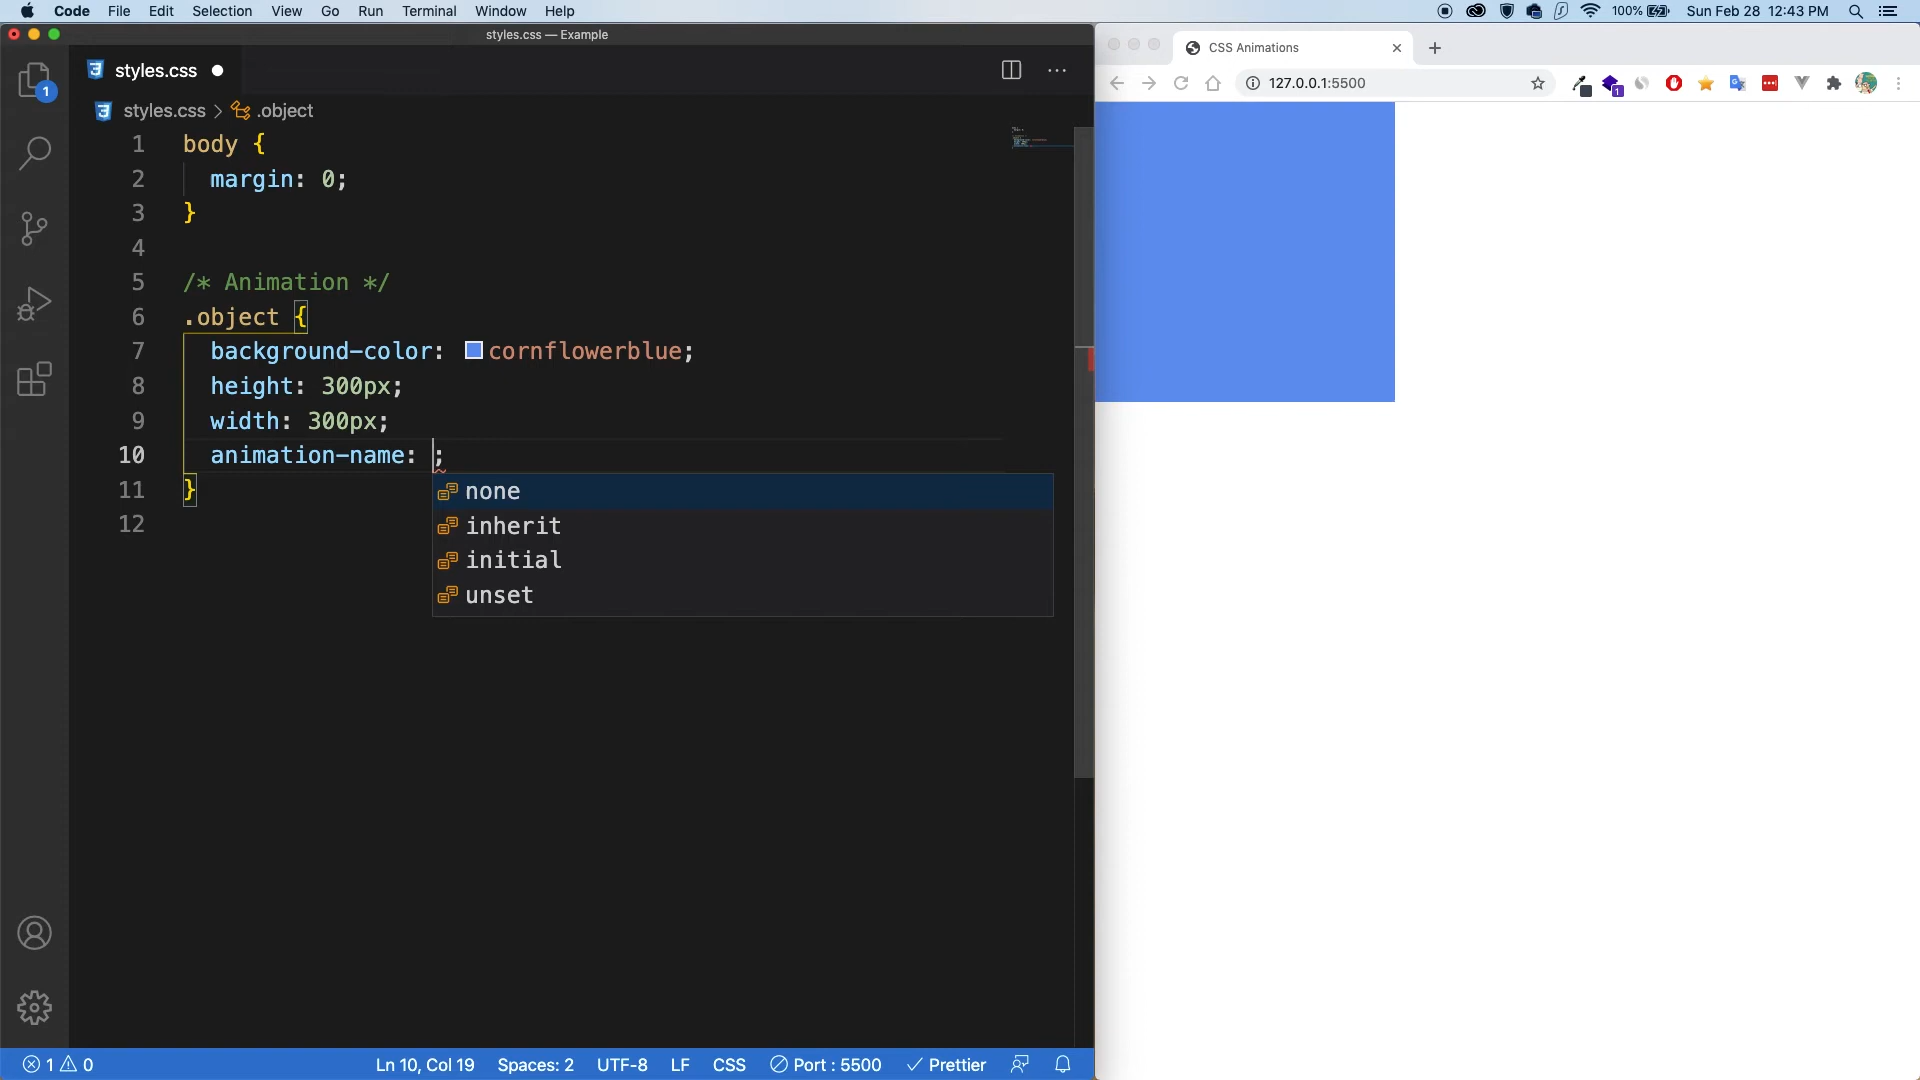 Code File Edit Selection View Go Run Terminal Window Help
100% Sun Feb 28 12:43 PM
styles.css — Example
styles.css
styles.css > .object
1 body {
2 margin: 0;
3 }
4
5 /* Animation */
6 .object {
7 background-color: cornflowerblue;
8 height: 300px;
9 width: 300px;
10 animation-name: ;
11 }
12
none
inherit
initial
unset
1
1 0 Ln 10, Col 19 Spaces: 2 UTF-8 LF CSS Port : 5500 Prettier
CSS Animations
127.0.0.1:5500
1